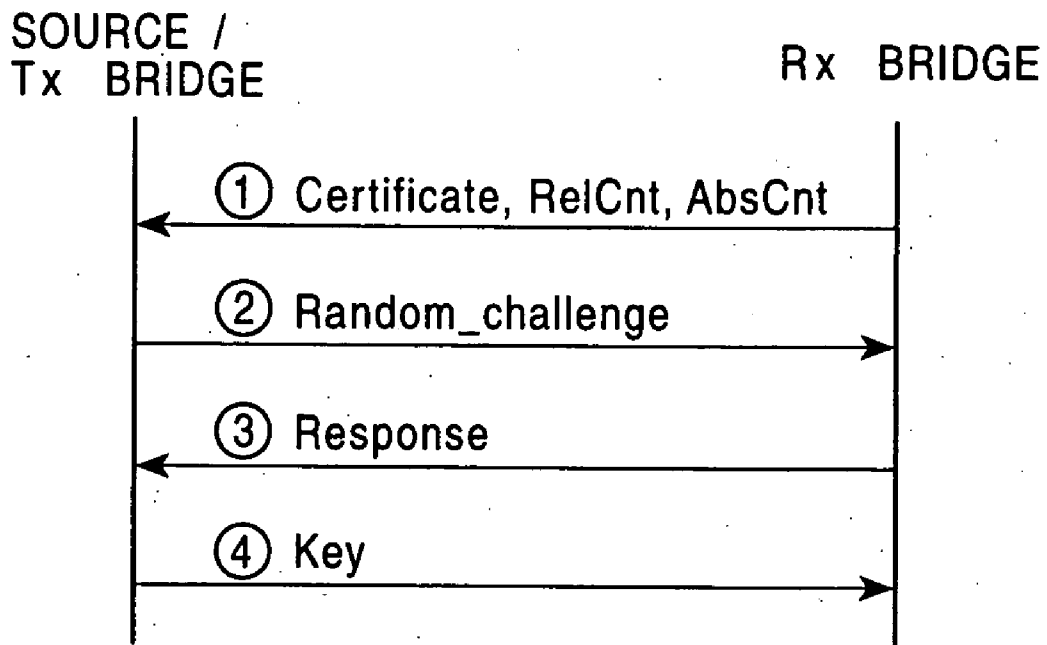 SOURCE /
Tx BRIDGE
Rx BRIDGE
① Certificate, RelCnt, AbsCnt
② Random_challenge
③ Response
④ Key